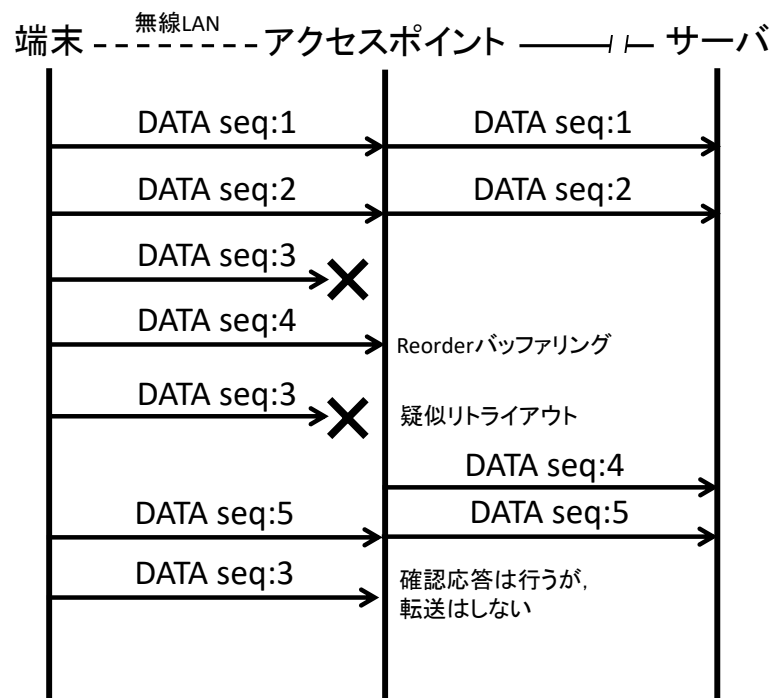 無線LAN
端末 アクセスポイント サーバ
DATA seq:1 DATA seq:1
DATA seq:2 DATA seq:2
DATA seq:3
DATA seq:4
Reorderバッファリング
DATA seq:3
疑似リトライアウト
DATA seq:4
DATA seq:5 DATA seq:5
DATA seq:3
確認応答は行うが,
転送はしない